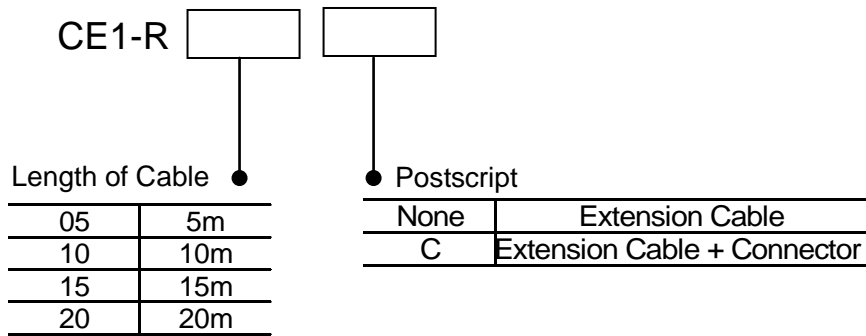 CE1-R
Length of Cable
05 5m
10 10m
15 15m
20 20m
Postscript
None Extension Cable
C Extension Cable + Connector